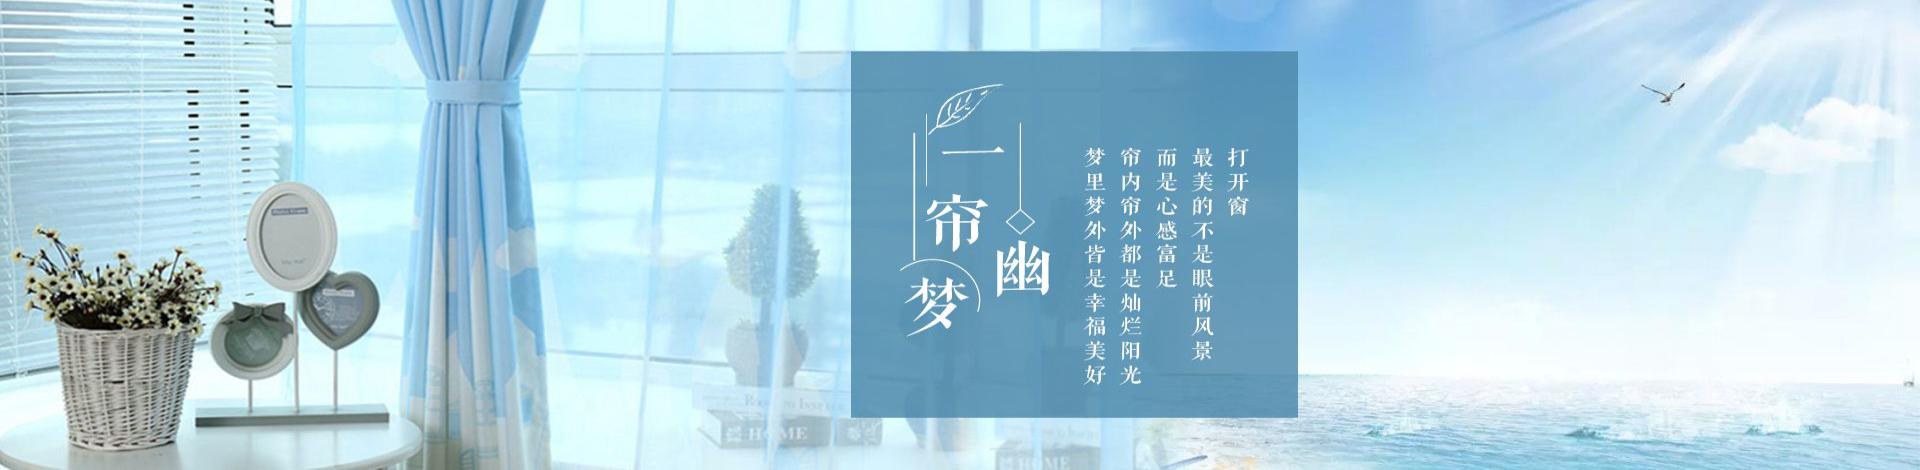 一帘幽梦
打开窗
最美的不是眼前风景
而是心感富足
帘内帘外都是灿烂阳光
梦里梦外皆是幸福美好
HOME
HOME